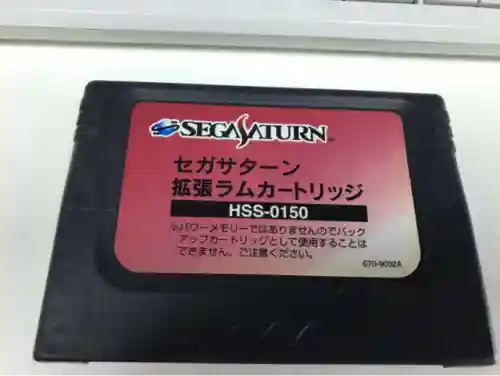 SEGA SATURN
セガサターン
拡張ラムカートリッジ
HSS-0150
※パワーメモリーではありませんのでバック
アップカートリッジとして使用することは
できません。ご注意ください。
670-9092A